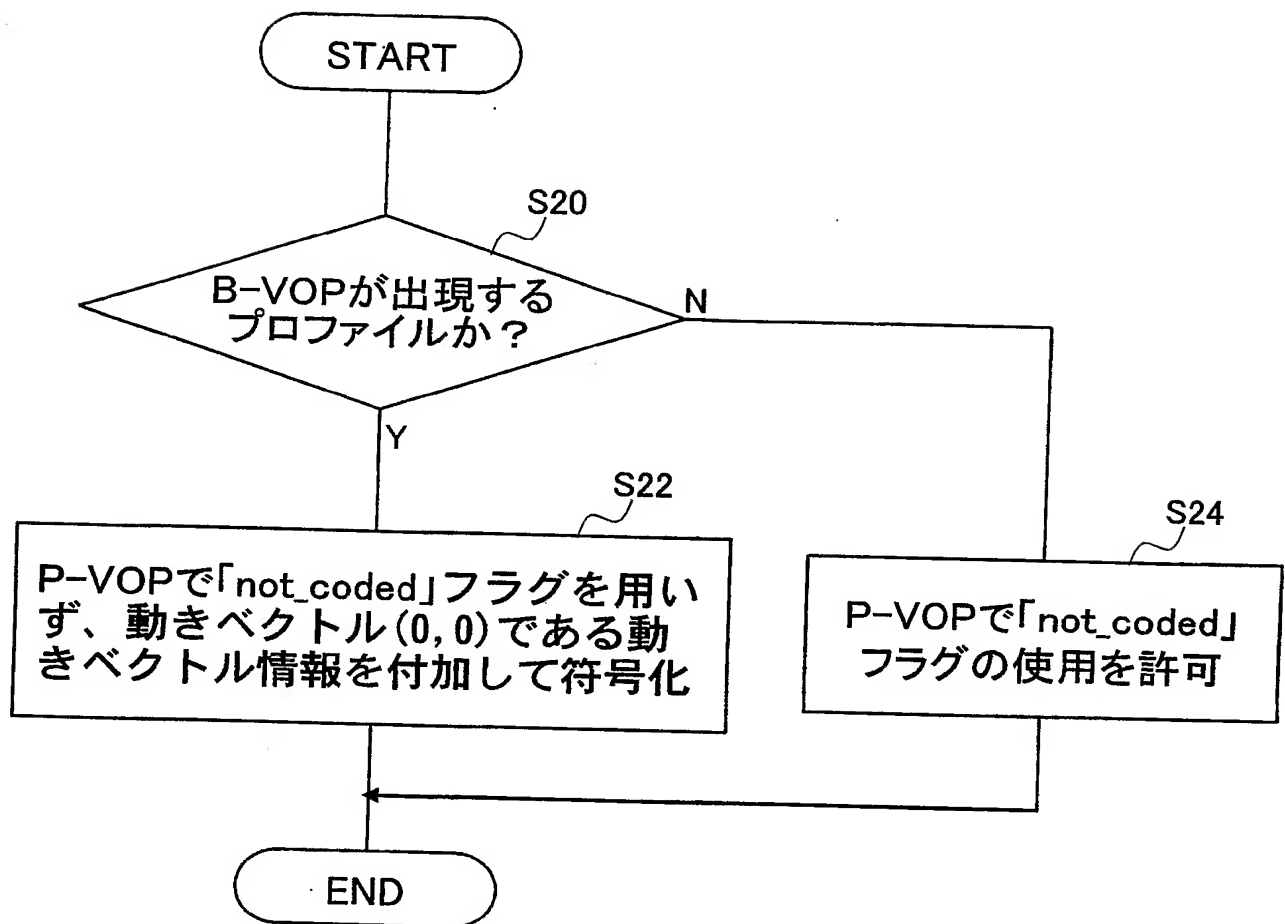 START
S20
B-VOPが出現する
プロファイルか？
N
Y
S22
P-VOPで「not_coded」フラグを用い
ず、動きベクトル(0,0)である動
きベクトル情報を付加して符号化
S24
P-VOPで「not_coded」
フラグの使用を許可
END